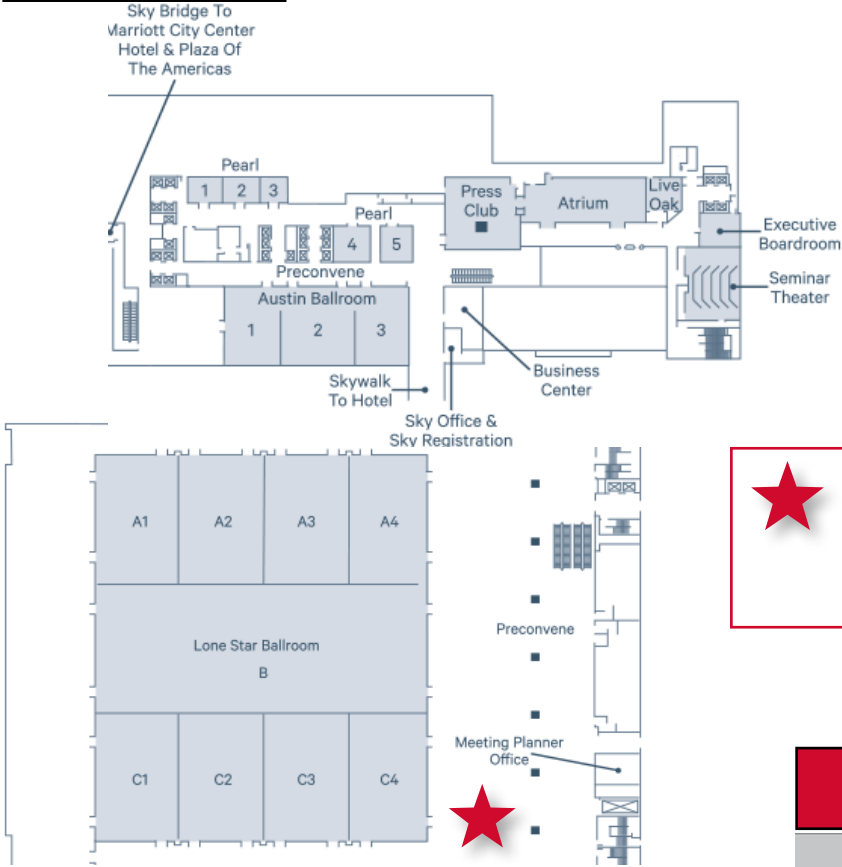 Sky Bridge To
Marriott City Center
Hotel & Plaza Of
The Americas
Pearl
1 2 3
Pearl
4 5
Press
Club
Atrium
Live
Oak
Executive
Boardroom
Seminar
Theater
Preconvene
Austin Ballroom
1 2 3
Business
Center
Skywalk
To Hotel
Sky Office &
Sky Registration
A1 A2 A3 A4
Lone Star Ballroom
B
C1 C2 C3 C4
Preconvene
Meeting Planner
Office